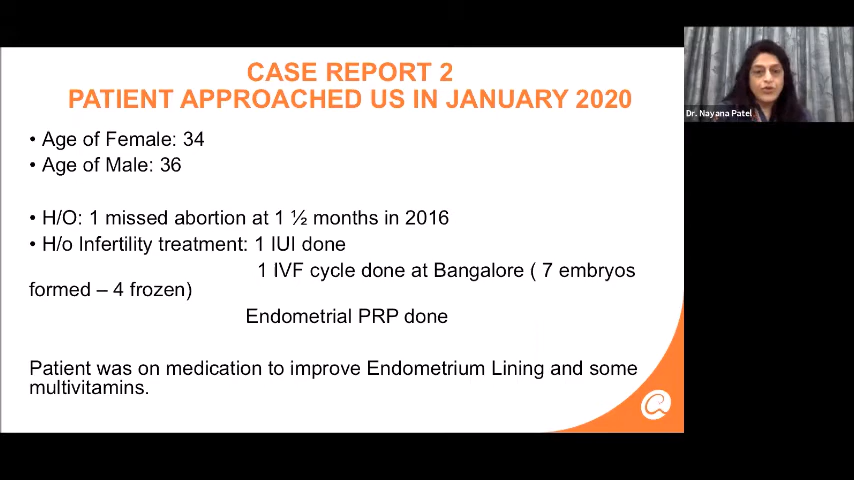 CASE REPORT 2
PATIENT APPROACHED US IN JANUARY 2020
• Age of Female: 34
• Age of Male: 36
• H/O: 1 missed abortion at 1 ½ months in 2016
• H/o Infertility treatment: 1 IUI done
1 IVF cycle done at Bangalore ( 7 embryos
formed – 4 frozen)
Endometrial PRP done
Patient was on medication to improve Endometrium Lining and some
multivitamins.
Dr. Nayana Patel